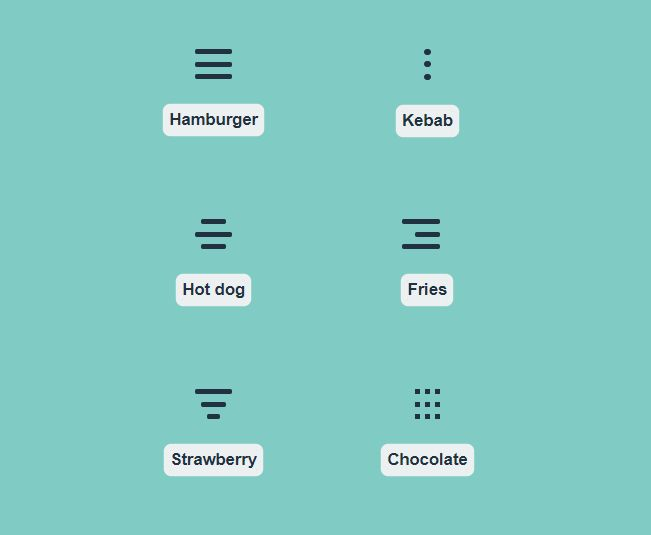 Hamburger
Kebab
Hot dog
Fries
Strawberry
Chocolate